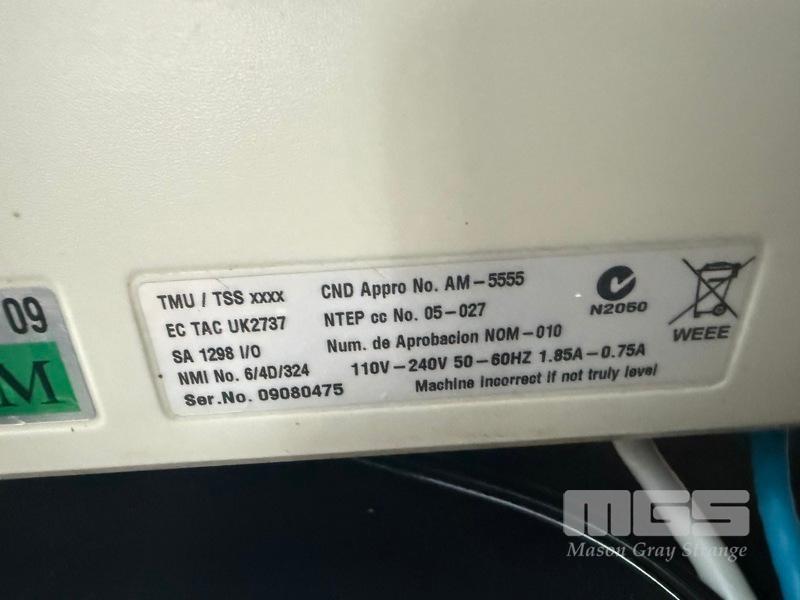 09
M
TMU / TSS xxxx
EC TAC UK2737
SA 1298 I/O
NMI No. 6/4D/324
Ser.No. 09080475
CND Appro No. AM-5555
NTEP cc No. 05-027
Num. de Aprobacion NOM-010
110V-240V 50-60HZ 1.85A-0.75A
Machine Incorrect if not truly level
N2050
WEEE
MGS
Mason Gray Strange